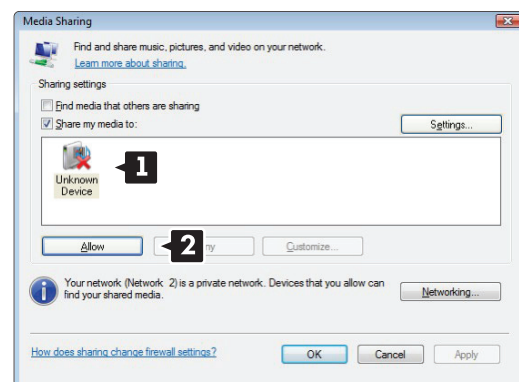 Media Sharing
Find and share music, pictures, and video on your network.
Learn more about sharing.
Sharing settings
Find media that others are sharing
Share my media to:
Settings...
1
Unknown
Device
Allow
2
ny
Customize...
Your network (Network 2) is a private network. Devices that you allow can
find your shared media.
Networking...
How does sharing change firewall settings?
OK
Cancel
Apply